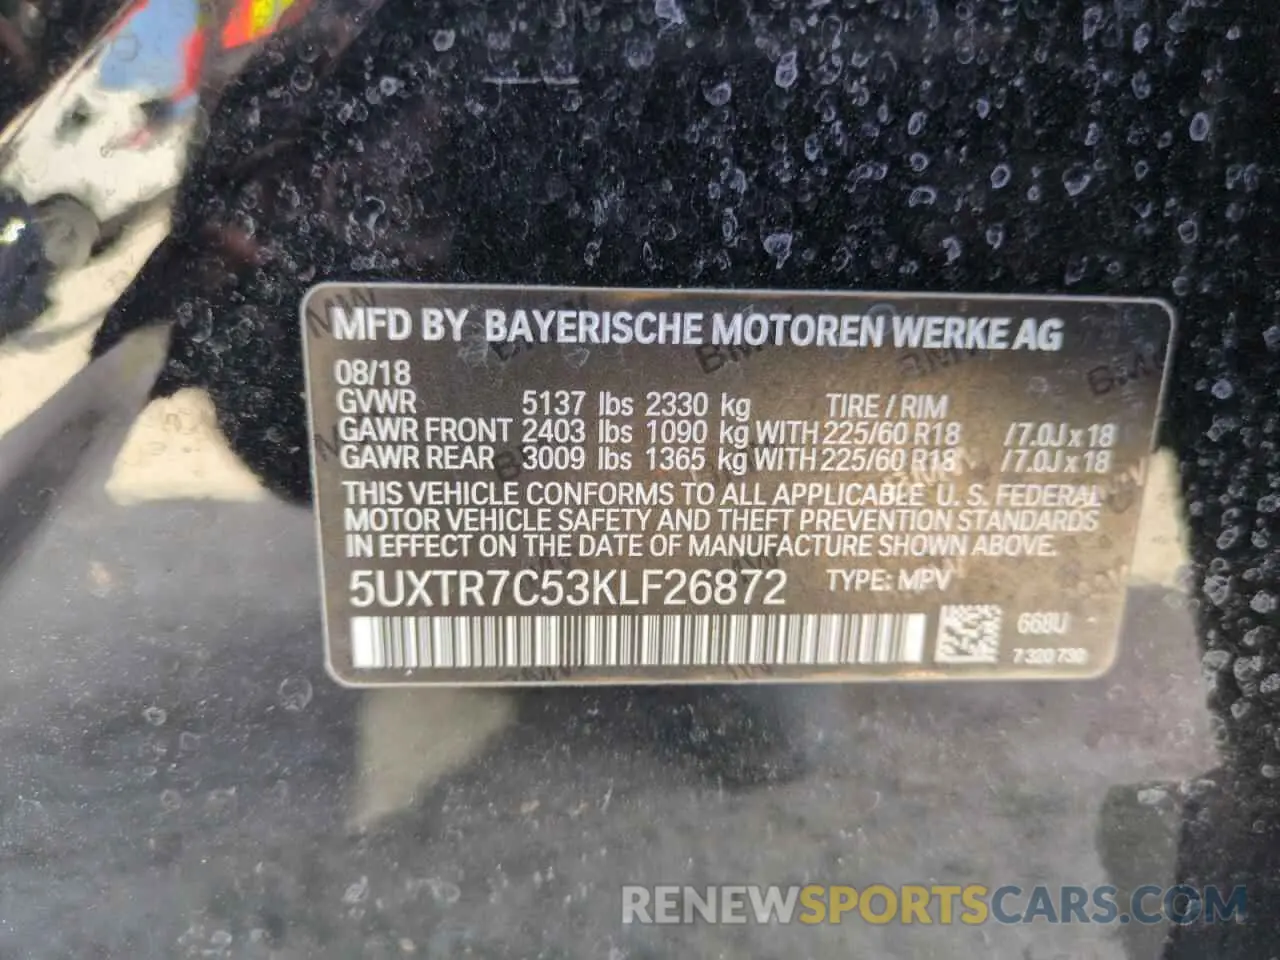 MFD BY BAYERISCHE MOTOREN WERKE AG
08/18
GVWR 5137 lbs 2330 kg TIRE / RIM
GAWR FRONT 2403 lbs 1090 kg WITH 225/60 R18 / 7.0J x 18
GAWR REAR 3009 lbs 1365 kg WITH 225/60 R18 / 7.0J x 18
THIS VEHICLE CONFORMS TO ALL APPLICABLE U. S. FEDERAL
MOTOR VEHICLE SAFETY AND THEFT PREVENTION STANDARDS
IN EFFECT ON THE DATE OF MANUFACTURE SHOWN ABOVE.
5UXTR7C53KLF26872 TYPE: MPV
668U
7 320 730
RENEWSPORTSCARS.COM